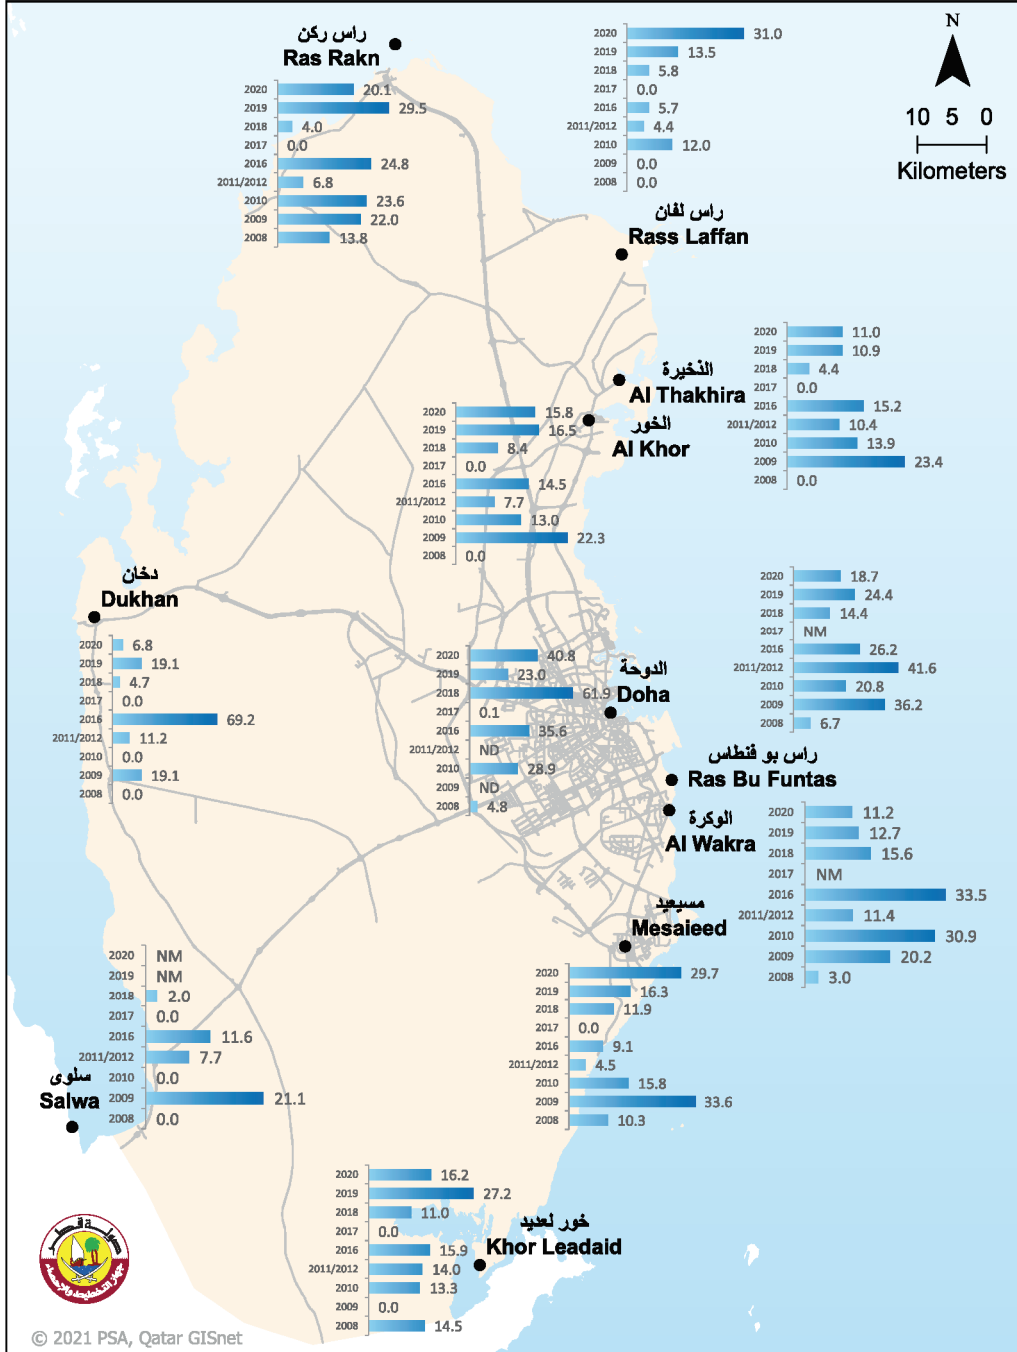 راس ركن
Ras Rakn
2020 20.1
2019 29.5
2018 4.0
2017 0.0
2016 24.8
2011/2012 6.8
2010 23.6
2009 22.0
2008 13.8
2020 31.0
2019 13.5
2018 5.8
2017 0.0
2016 5.7
2011/2012 4.4
2010 12.0
2009 0.0
2008 0.0
راس لفان
Rass Laffan
N
10 5 0
Kilometers
2020 11.0
2019 10.9
2018 4.4
2017 0.0
2016 15.2
2011/2012 10.4
2010 13.9
2009 23.4
2008 0.0
الذخيرة
Al Thakhira
الخور
Al Khor
2020 15.8
2019 16.5
2018 8.4
2017 0.0
2016 14.5
2011/2012 7.7
2010 13.0
2009 22.3
2008 0.0
دخان
Dukhan
2020 6.8
2019 19.1
2018 4.7
2017 0.0
2016 69.2
2011/2012 11.2
2010 0.0
2009 19.1
2008 0.0
2020 40.8
2019 23.0
2018 61.9
2017 0.1
2016 35.6
2011/2012 ND
2010 28.9
2009 ND
2008 4.8
الدوحة
Doha
2020 18.7
2019 24.4
2018 14.4
2017 NM
2016 26.2
2011/2012 41.6
2010 20.8
2009 36.2
2008 6.7
راس بو فنطاس
Ras Bu Funtas
الوكرة
Al Wakra
2020 11.2
2019 12.7
2018 15.6
2017 NM
2016 33.5
2011/2012 11.4
2010 30.9
2009 20.2
2008 3.0
مسيعيد
Mesaieed
2020 29.7
2019 16.3
2018 11.9
2017 0.0
2016 9.1
2011/2012 4.5
2010 15.8
2009 33.6
2008 10.3
2020 NM
2019 NM
2018 2.0
2017 0.0
2016 11.6
2011/2012 7.7
2010 0.0
2009 21.1
2008 0.0
سلوى
Salwa
2020 16.2
2019 27.2
2018 11.0
2017 0.0
2016 15.9
2011/2012 14.0
2010 13.3
2009 0.0
2008 14.5
خور لعديد
Khor Leadaid
دولة قطر
جهاز التخطيط والإحصاء
© 2021 PSA, Qatar GISnet